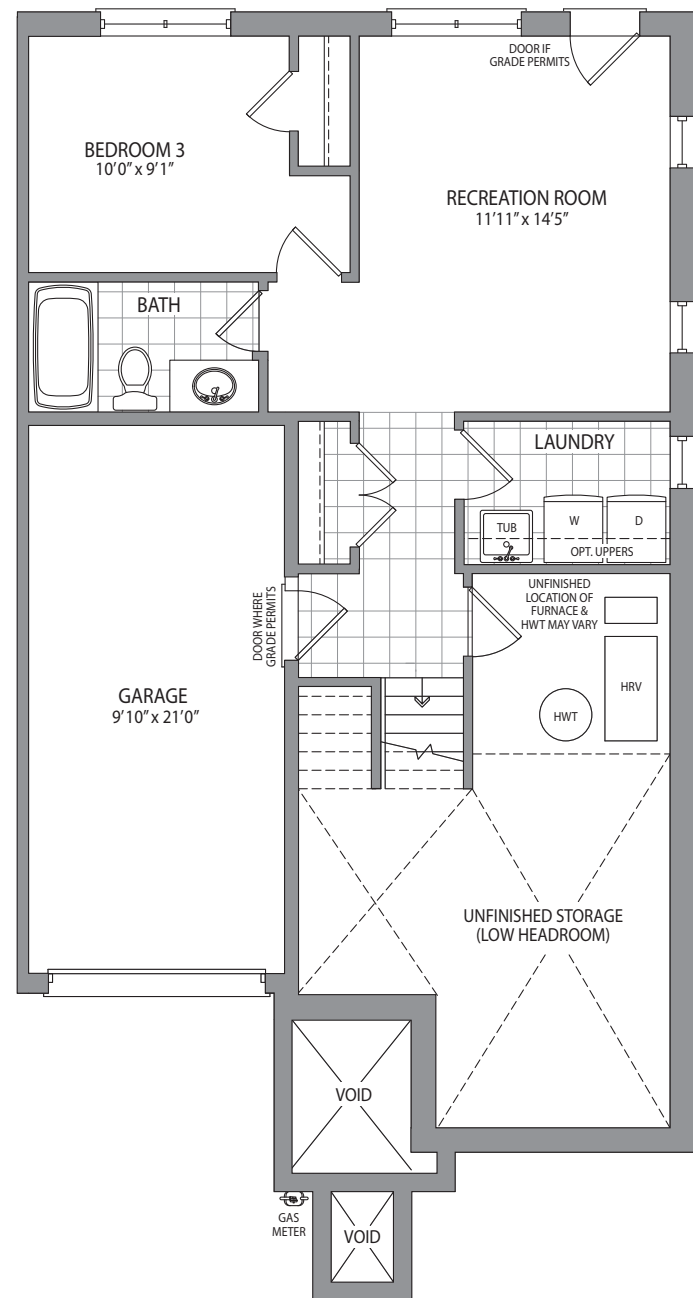 DOOR IF
GRADE PERMITS
BEDROOM 3
10'0" x 9'1"
RECREATION ROOM
11'11" x 14'5"
BATH
LAUNDRY
TUB
W
D
OPT. UPPERS
DOOR WHERE
GRADE PERMITS
UNFINISHED
LOCATION OF
FURNACE &
HWT MAY VARY
HRV
HWT
GARAGE
9'10" x 21'0"
UNFINISHED STORAGE
(LOW HEADROOM)
VOID
GAS
METER
VOID